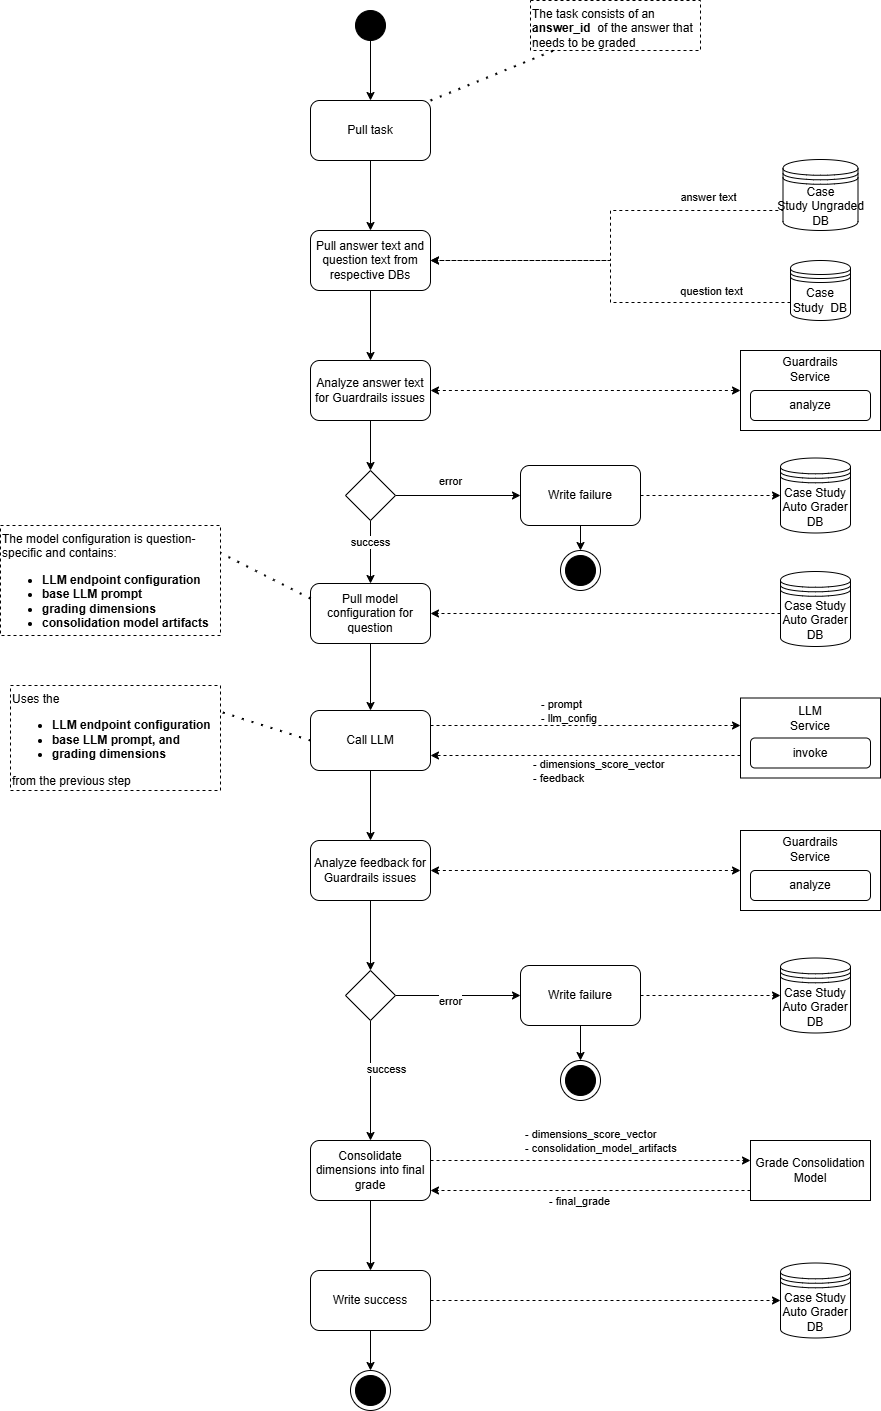 The task consists of an
answer_id of the answer that
needs to be graded
Pull task
Case
Study Ungraded
DB
answer text
Pull answer text and
question text from
respective DBs
question text
Case
Study DB
Analyze answer text
for Guardrails issues
Guardrails
Service
analyze
error
Write failure
Case Study
Auto Grader
DB
success
The model configuration is question-
specific and contains:
• LLM endpoint configuration
• base LLM prompt
• grading dimensions
• consolidation model artifacts
Pull model
configuration for
question
Case Study
Auto Grader
DB
Uses the
• LLM endpoint configuration
• base LLM prompt, and
• grading dimensions
from the previous step
Call LLM
- prompt
- llm_config
- dimensions_score_vector
- feedback
LLM
Service
invoke
Analyze feedback for
Guardrails issues
Guardrails
Service
analyze
error
Write failure
Case Study
Auto Grader
DB
success
Consolidate
dimensions into final
grade
- dimensions_score_vector
- consolidation_model_artifacts
- final_grade
Grade Consolidation
Model
Write success
Case Study
Auto Grader
DB